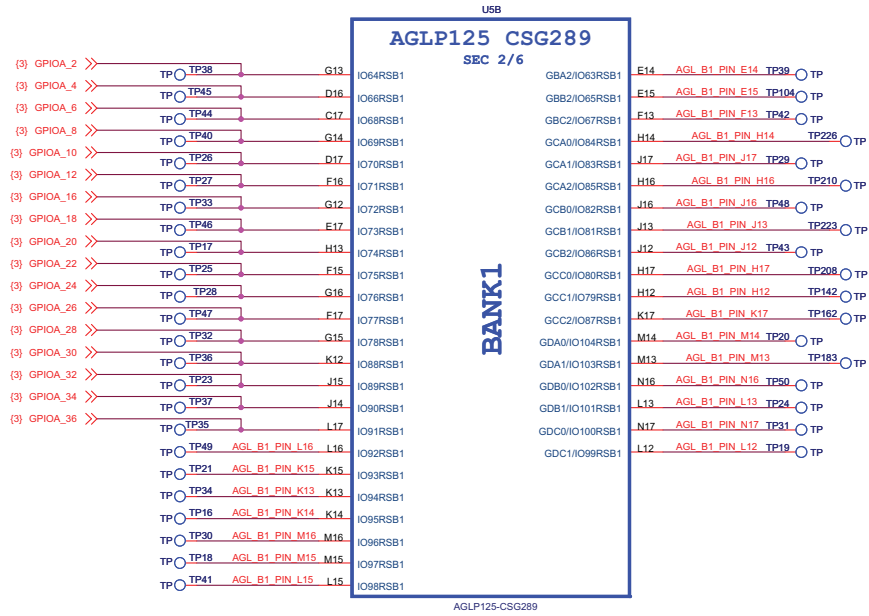 U5B
AGLP125 CSG289
SEC 2/6
BANK1
{3} GPIOA_2
TP TP38 G13 IO64RSB1
{3} GPIOA_4
TP TP45 D16 IO66RSB1
{3} GPIOA_6
TP TP44 C17 IO68RSB1
{3} GPIOA_8
TP TP40 G14 IO69RSB1
{3} GPIOA_10
TP TP26 D17 IO70RSB1
{3} GPIOA_12
TP TP27 F16 IO71RSB1
{3} GPIOA_16
TP TP33 G12 IO72RSB1
{3} GPIOA_18
TP TP46 E17 IO73RSB1
{3} GPIOA_20
TP TP17 H13 IO74RSB1
{3} GPIOA_22
TP TP25 F15 IO75RSB1
{3} GPIOA_24
TP TP28 G16 IO76RSB1
{3} GPIOA_26
TP TP47 F17 IO77RSB1
{3} GPIOA_28
TP TP32 G15 IO78RSB1
{3} GPIOA_30
TP TP36 K12 IO88RSB1
{3} GPIOA_32
TP TP23 J15 IO89RSB1
{3} GPIOA_34
TP TP37 J14 IO90RSB1
{3} GPIOA_36
TP TP35 L17 IO91RSB1
TP TP49 AGL_B1_PIN_L16 L16 IO92RSB1
TP TP21 AGL_B1_PIN_K15 K15 IO93RSB1
TP TP34 AGL_B1_PIN_K13 K13 IO94RSB1
TP TP16 AGL_B1_PIN_K14 K14 IO95RSB1
TP TP30 AGL_B1_PIN_M16 M16 IO96RSB1
TP TP18 AGL_B1_PIN_M15 M15 IO97RSB1
TP TP41 AGL_B1_PIN_L15 L15 IO98RSB1
GBA2/IO63RSB1 E14 AGL_B1_PIN_E14 TP39 TP
GBB2/IO65RSB1 E15 AGL_B1_PIN_E15 TP104 TP
GBC2/IO67RSB1 F13 AGL_B1_PIN_F13 TP42 TP
GCA0/IO84RSB1 H14 AGL_B1_PIN_H14 TP226 TP
GCA1/IO83RSB1 J17 AGL_B1_PIN_J17 TP29 TP
GCA2/IO85RSB1 H16 AGL_B1_PIN_H16 TP210 TP
GCB0/IO82RSB1 J16 AGL_B1_PIN_J16 TP48 TP
GCB1/IO81RSB1 J13 AGL_B1_PIN_J13 TP223 TP
GCB2/IO86RSB1 J12 AGL_B1_PIN_J12 TP43 TP
GCC0/IO80RSB1 H17 AGL_B1_PIN_H17 TP208 TP
GCC1/IO79RSB1 H12 AGL_B1_PIN_H12 TP142 TP
GCC2/IO87RSB1 K17 AGL_B1_PIN_K17 TP162 TP
GDA0/IO104RSB1 M14 AGL_B1_PIN_M14 TP20 TP
GDA1/IO103RSB1 M13 AGL_B1_PIN_M13 TP183 TP
GDB0/IO102RSB1 N16 AGL_B1_PIN_N16 TP50 TP
GDB1/IO101RSB1 L13 AGL_B1_PIN_L13 TP24 TP
GDC0/IO100RSB1 N17 AGL_B1_PIN_N17 TP31 TP
GDC1/IO99RSB1 L12 AGL_B1_PIN_L12 TP19 TP
AGLP125-CSG289